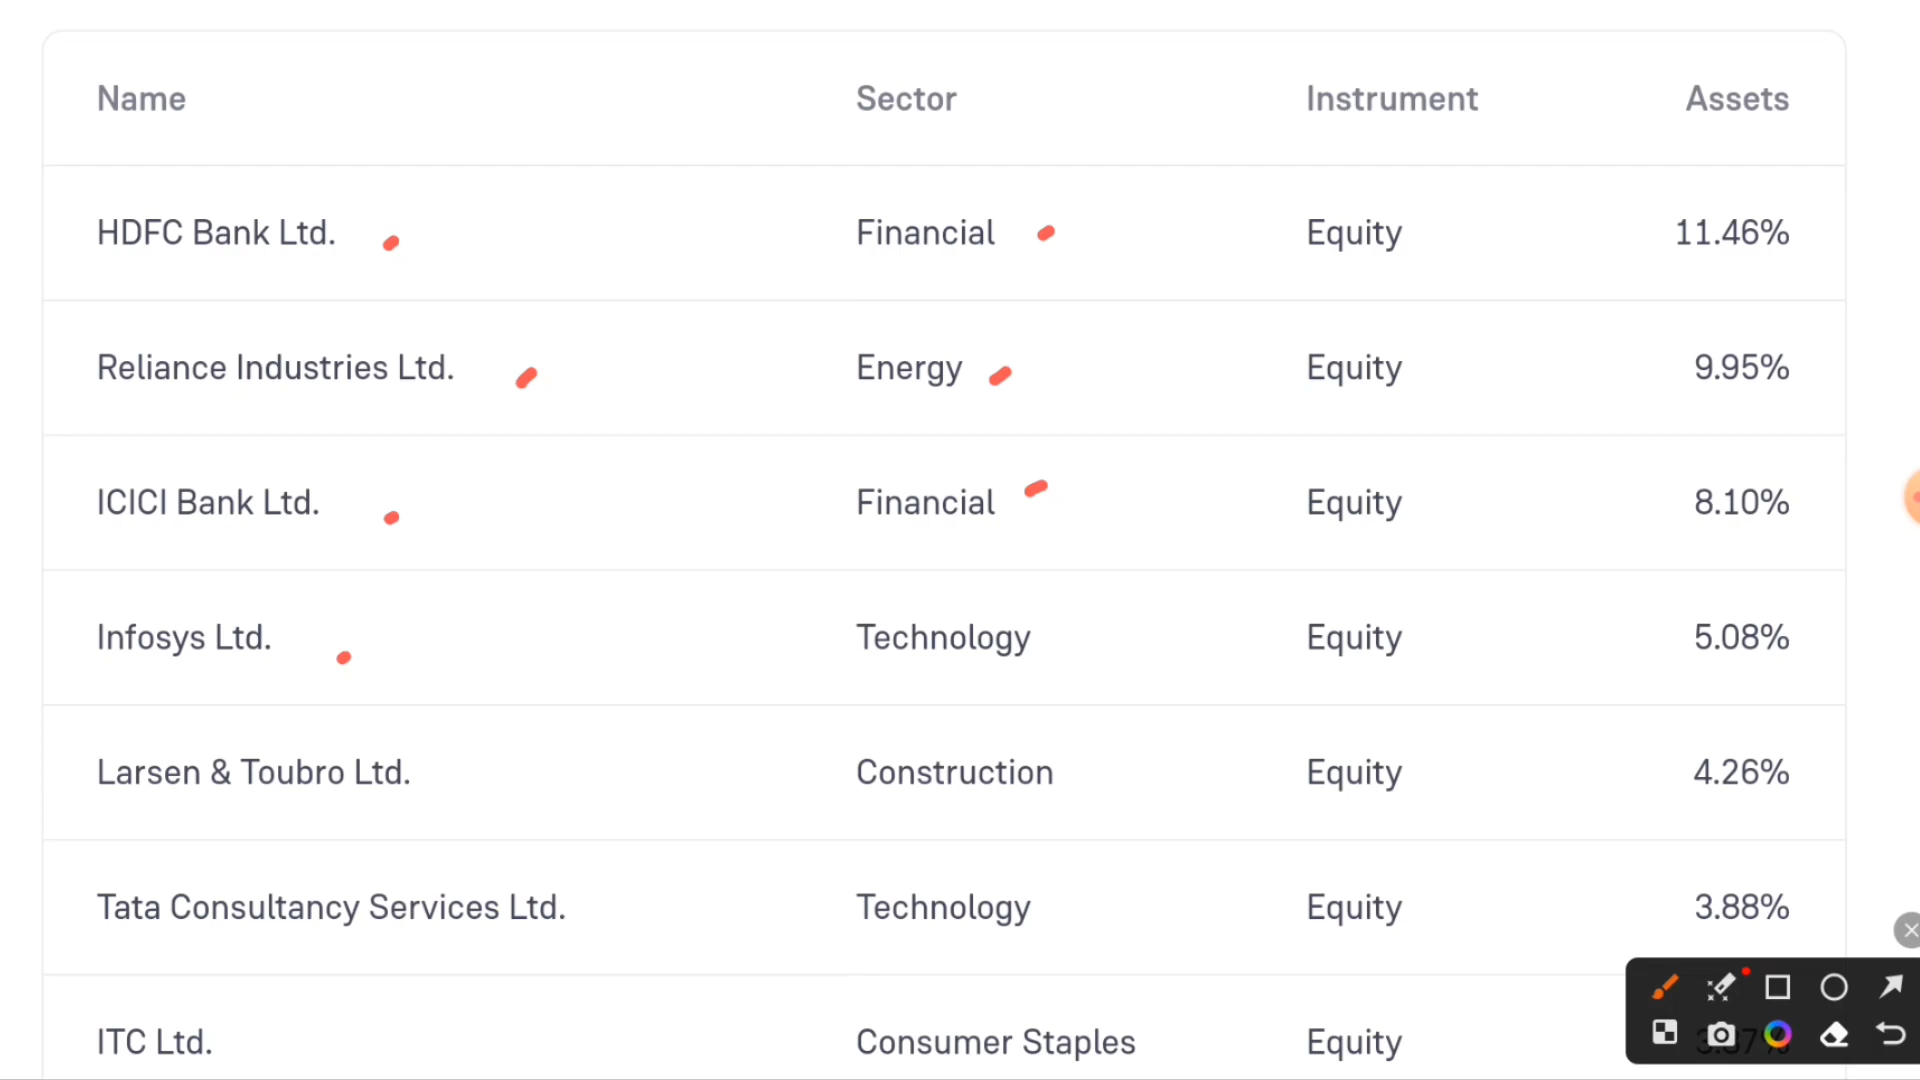 Name Sector Instrument Assets
HDFC Bank Ltd. Financial Equity 11.46%
Reliance Industries Ltd. Energy Equity 9.95%
ICICI Bank Ltd. Financial Equity 8.10%
Infosys Ltd. Technology Equity 5.08%
Larsen & Toubro Ltd. Construction Equity 4.26%
Tata Consultancy Services Ltd. Technology Equity 3.88%
ITC Ltd. Consumer Staples Equity